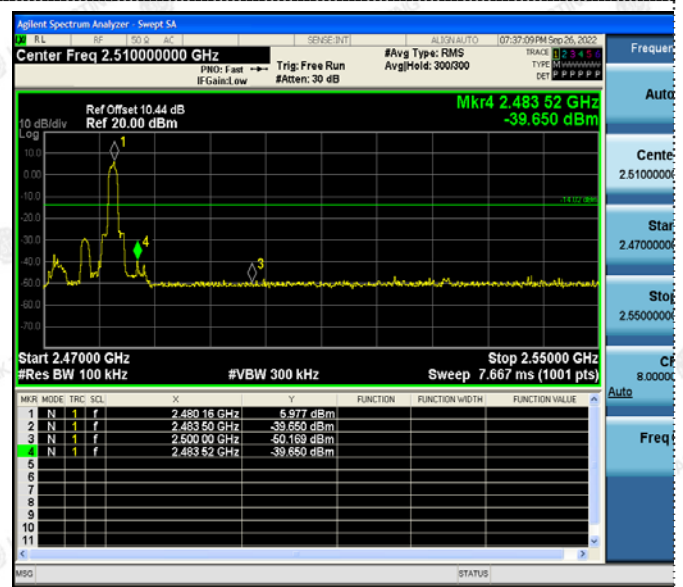 Agilent Spectrum Analyzer - Swept SA
RL RF 50 Ω AC SENSE:INT ALIGN AUTO 07:37:09 PM Sep 26, 2022
Center Freq 2.510000000 GHz #Avg Type: RMS TRACE 1 2 3 4 5 6
PNO: Fast Trig: Free Run Avg|Hold: 300/300 TYPE M
IFGain:Low #Atten: 30 dB DET P P P P P P
Mkr4 2.483 52 GHz
-39.650 dBm
Ref Offset 10.44 dB
10 dB/div Ref 20.00 dBm
Log
10.0
0.00
-10.0
-20.0
-30.0
-40.0
-50.0
-60.0
-70.0
1
4
3
-14.02 dBm
Start 2.47000 GHz Stop 2.55000 GHz
#Res BW 100 kHz #VBW 300 kHz Sweep 7.667 ms (1001 pts)
MKR MODE TRC SCL X Y FUNCTION FUNCTION WIDTH FUNCTION VALUE
1 N 1 f 2.480 16 GHz 5.977 dBm
2 N 1 f 2.483 50 GHz -39.650 dBm
3 N 1 f 2.500 00 GHz -50.169 dBm
4 N 1 f 2.483 52 GHz -39.650 dBm
5
6
7
8
9
10
11
MSG STATUS
Frequen
Auto
Cente
2.5100000
Star
2.4700000
Stop
2.5500000
CF
8.0000
Auto
Freq